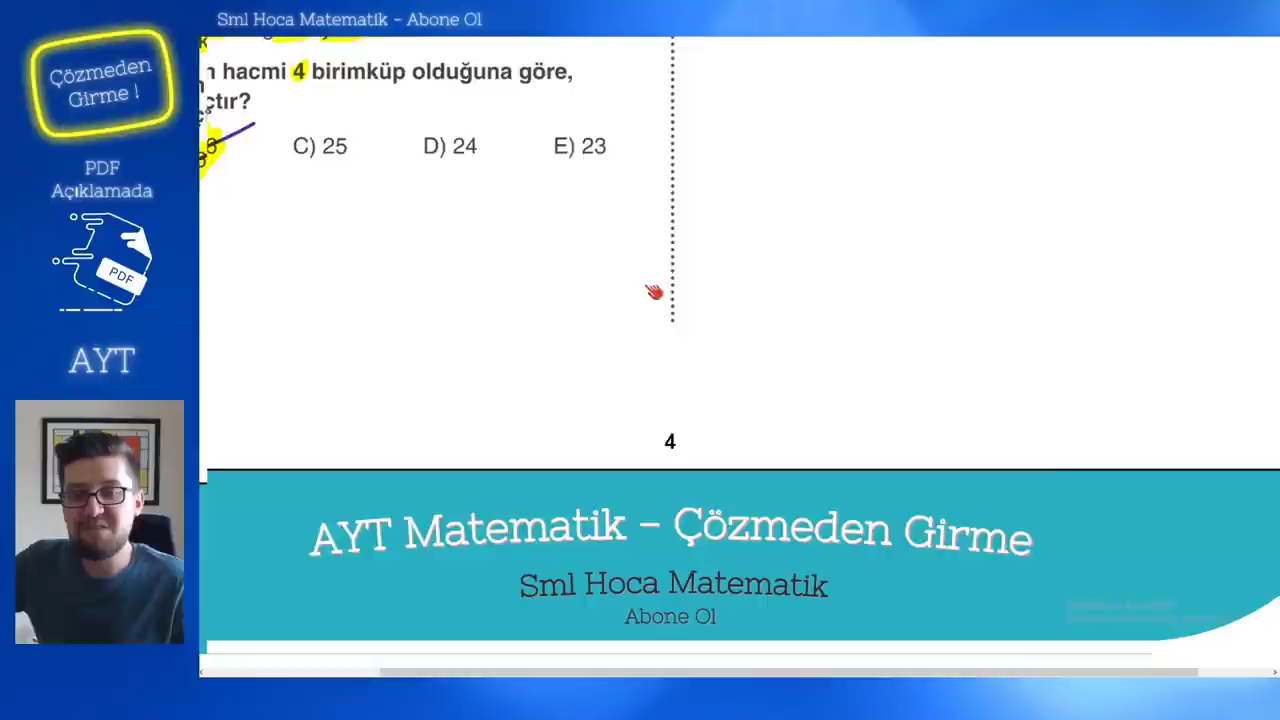 Sml Hoca Matematik - Abone Ol
Çözmeden
Girme !
PDF
Açıklamada
PDF
AYT
hacmi 4 birimküp olduğuna göre,
çtır?
C) 25
D) 24
E) 23
4
AYT Matematik - Çözmeden Girme
Sml Hoca Matematik
Abone Ol